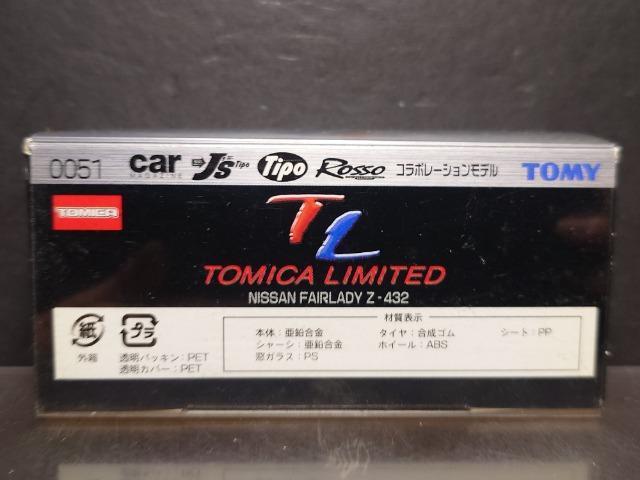 0051 car MAGAZINE J's Tipo Tipo Rosso コラボレーションモデル TOMY
TOMICA
TL
TOMICA LIMITED
NISSAN FAIRLADY Z-432
材質表示
紙 プラ
外箱 透明パッキン:PET
透明カバー:PET
本体:亜鉛合金 タイヤ:合成ゴム シート:PP
シャーシ:亜鉛合金 ホイール:ABS
窓ガラス:PS